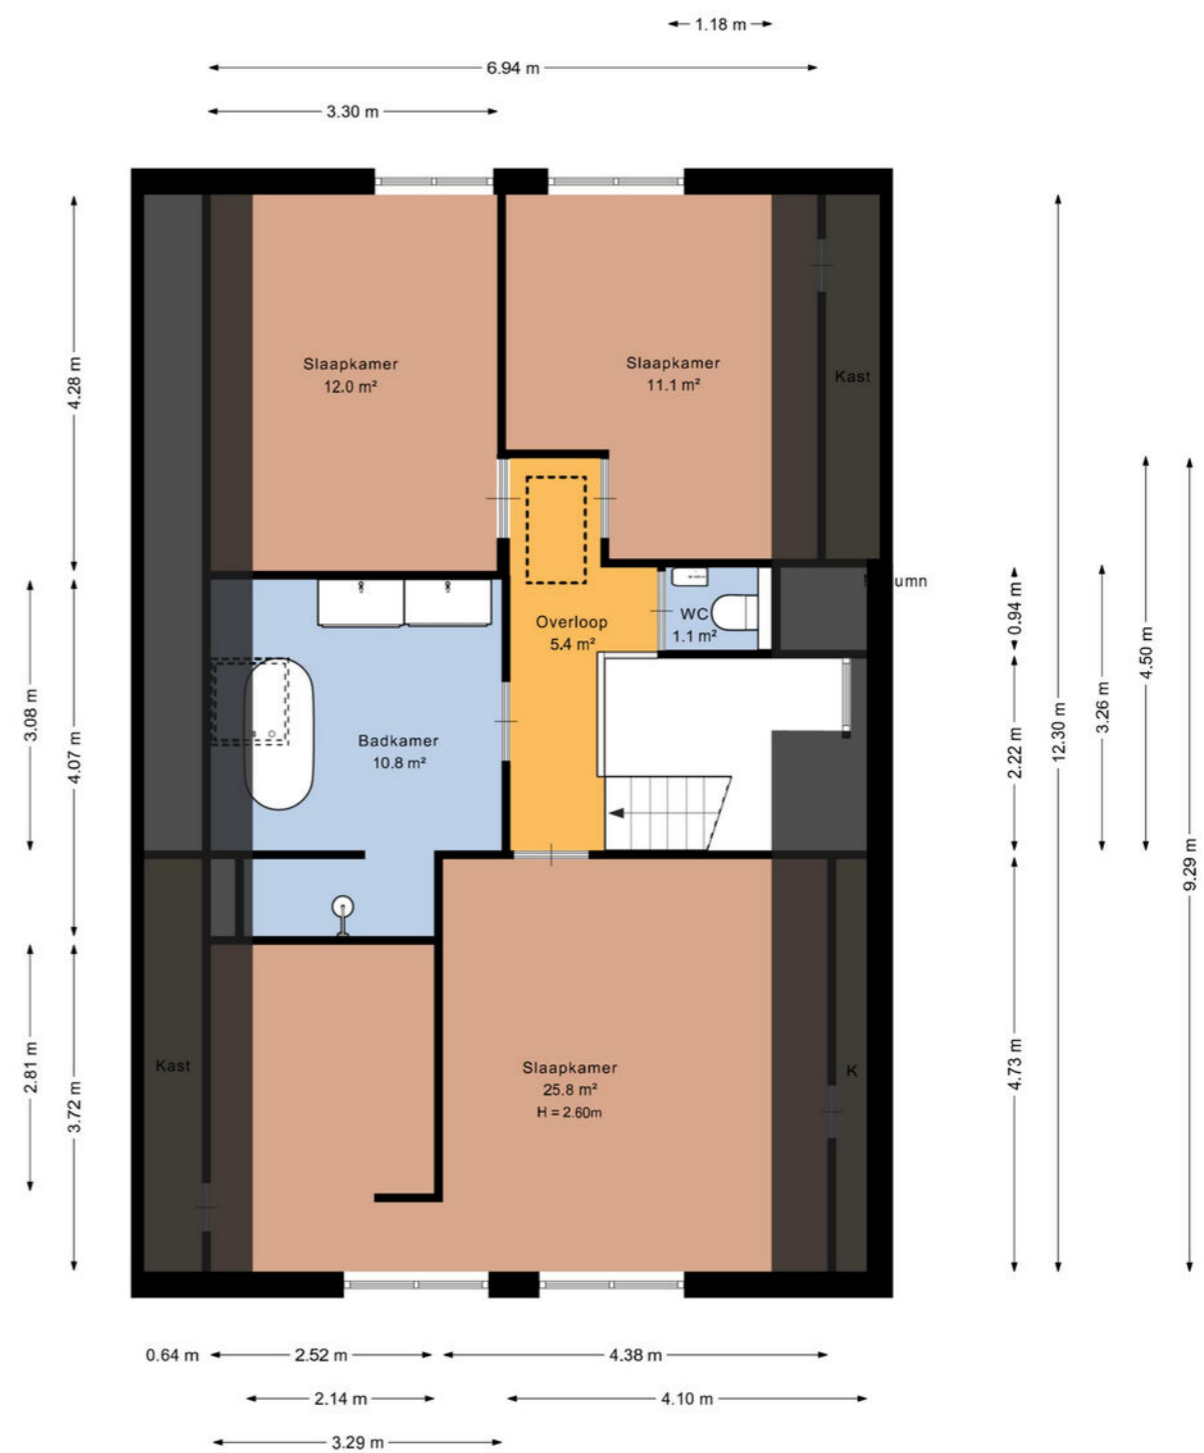 1.18 m
6.94 m
3.30 m
4.28 m
Slaapkamer
12.0 m²
Slaapkamer
11.1 m²
Kast
umn
WC
1.1 m²
Overloop
5.4 m²
Badkamer
10.8 m²
3.08 m
4.07 m
0.94 m
2.22 m
12.30 m
3.26 m
4.50 m
9.29 m
Kast
2.81 m
3.72 m
Slaapkamer
25.8 m²
H = 2.60m
K
4.73 m
0.64 m
2.52 m
4.38 m
2.14 m
4.10 m
3.29 m